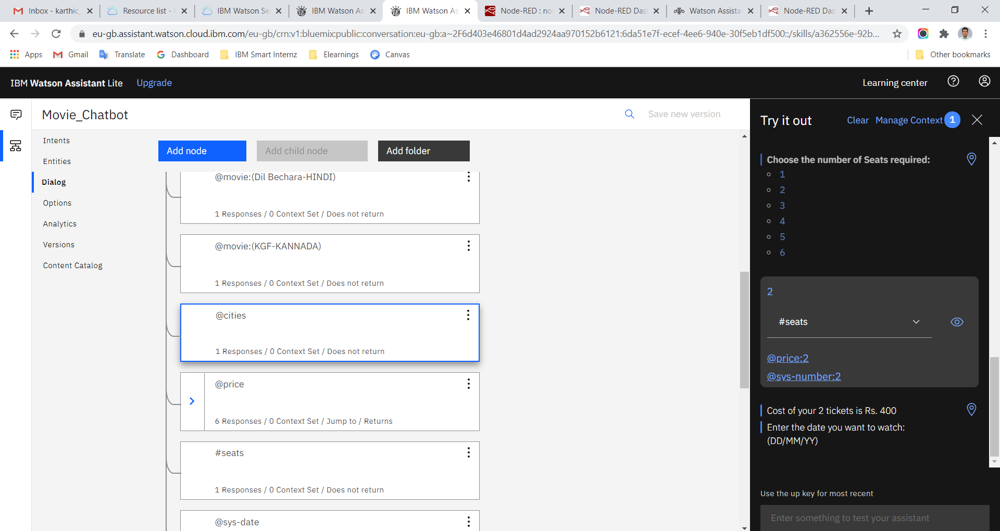 Inbox - karthic_
Resource list -
IBM Watson Se
IBM Watson As
IBM Watson As
Node-RED : no
Node-RED Das
Watson Assista
Node-RED Das
eu-gb.assistant.watson.cloud.ibm.com/eu-gb/crn:v1:bluemix:public:conversation:eu-gb:a~2F6d403e46801d4ad2924aa970152b6121:6da51e7f-ecef-4ee6-940e-30f5eb1df500::/skills/a362556e-92b...
Apps
Gmail
Translate
Dashboard
IBM Smart Internz
Elearnings
Canvas
Other bookmarks
IBM Watson Assistant Lite
Upgrade
Learning center
Movie_Chatbot
Save new version
Intents
Entities
Dialog
Options
Analytics
Versions
Content Catalog
Add node
Add child node
Add folder
@movie:(Dil Bechara-HINDI)
1 Responses / 0 Context Set / Does not return
@movie:(KGF-KANNADA)
1 Responses / 0 Context Set / Does not return
@cities
1 Responses / 0 Context Set / Does not return
@price
6 Responses / 0 Context Set / Jump to / Returns
#seats
1 Responses / 0 Context Set / Does not return
@sys-date
Try it out
Clear
Manage Context 1
Choose the number of Seats required:
1
2
3
4
5
6
2
#seats
@price:2
@sys-number:2
Cost of your 2 tickets is Rs. 400
Enter the date you want to watch:
(DD/MM/YY)
Use the up key for most recent
Enter something to test your assistant